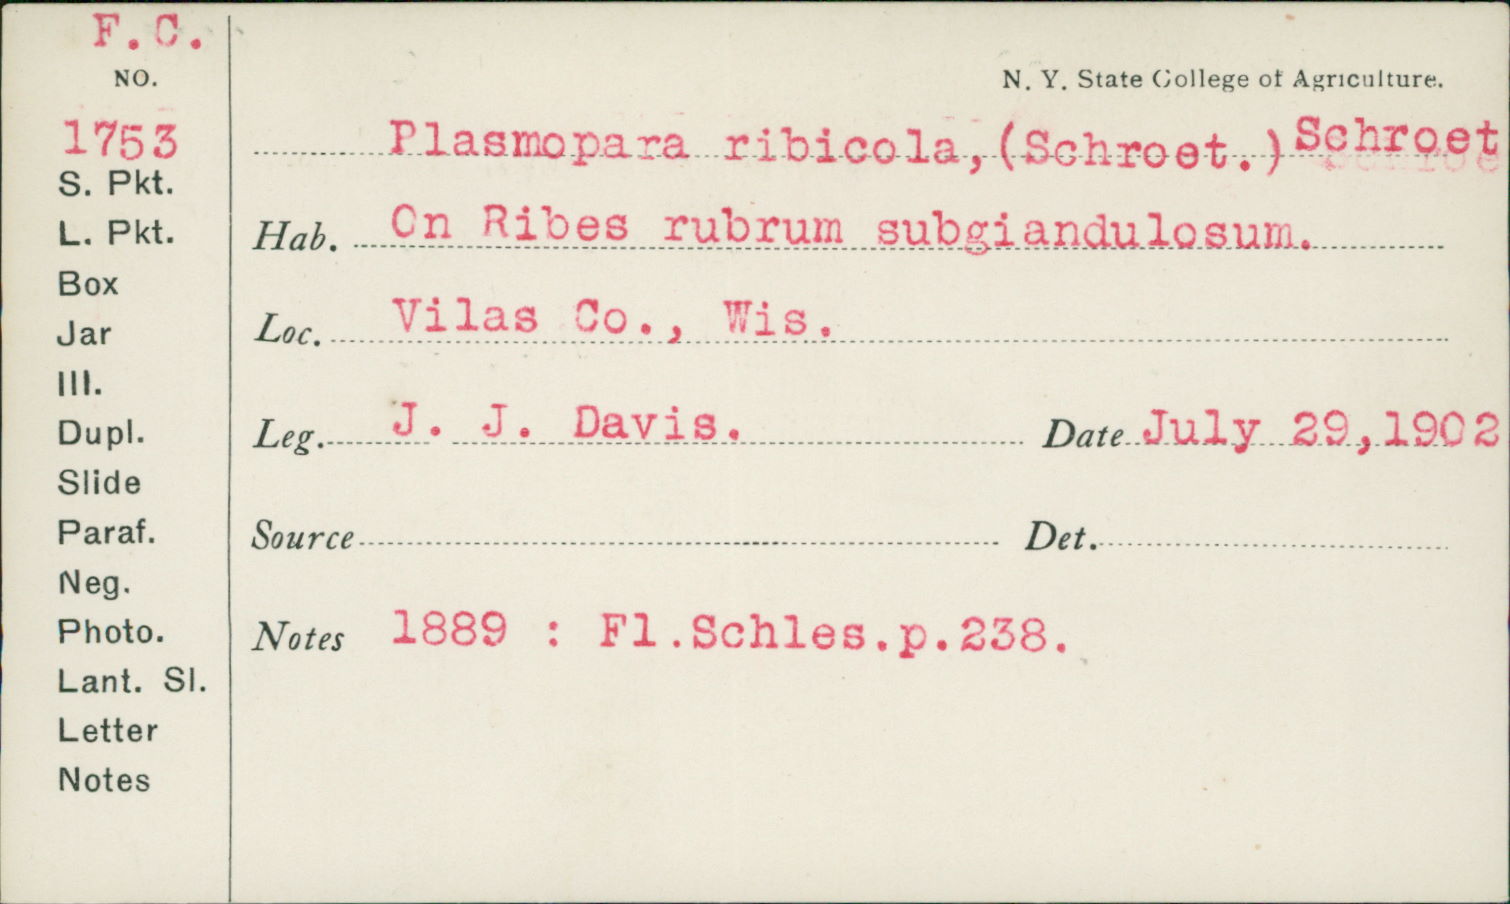 F.C.
NO.
1753
S. Pkt.
L. Pkt.
Box
Jar
Ill.
Dupl.
Slide
Paraf.
Neg.
Photo.
Lant. Sl.
Letter
Notes
N. Y. State College of Agriculture.
Plasmopara ribicola,(Schroet.)Schroet
Hab. On Ribes rubrum subgiandulosum.
Loc. Vilas Co., Wis.
Leg. J. J. Davis. Date July 29,1902
Source Det.
Notes 1889 : Fl.Schles.p.238.